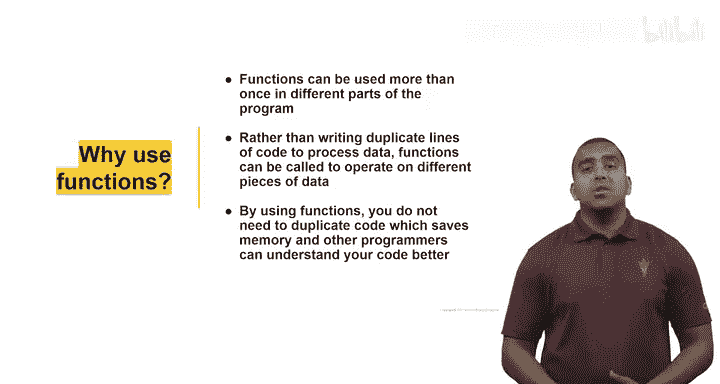 Why use
functions?
● Functions can be used more than
once in different parts of the
program
● Rather than writing duplicate lines
of code to process data, functions
can be called to operate on different
pieces of data
● By using functions, you do not
need to duplicate code which saves
memory and other programmers
can understand your code better
bilibili